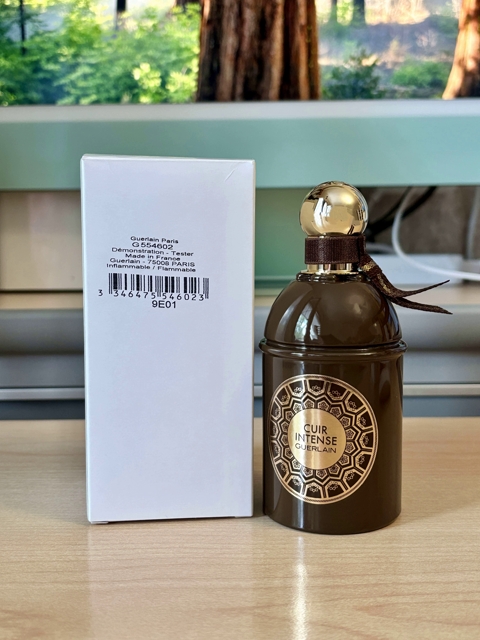 Guerlain Paris
G554602
Démonstration - Tester
Made in France
Guerlain - 75008 PARIS
Inflammable / Flammable
3 346475 546023
9E01
CUIR
INTENSE
GUERLAIN